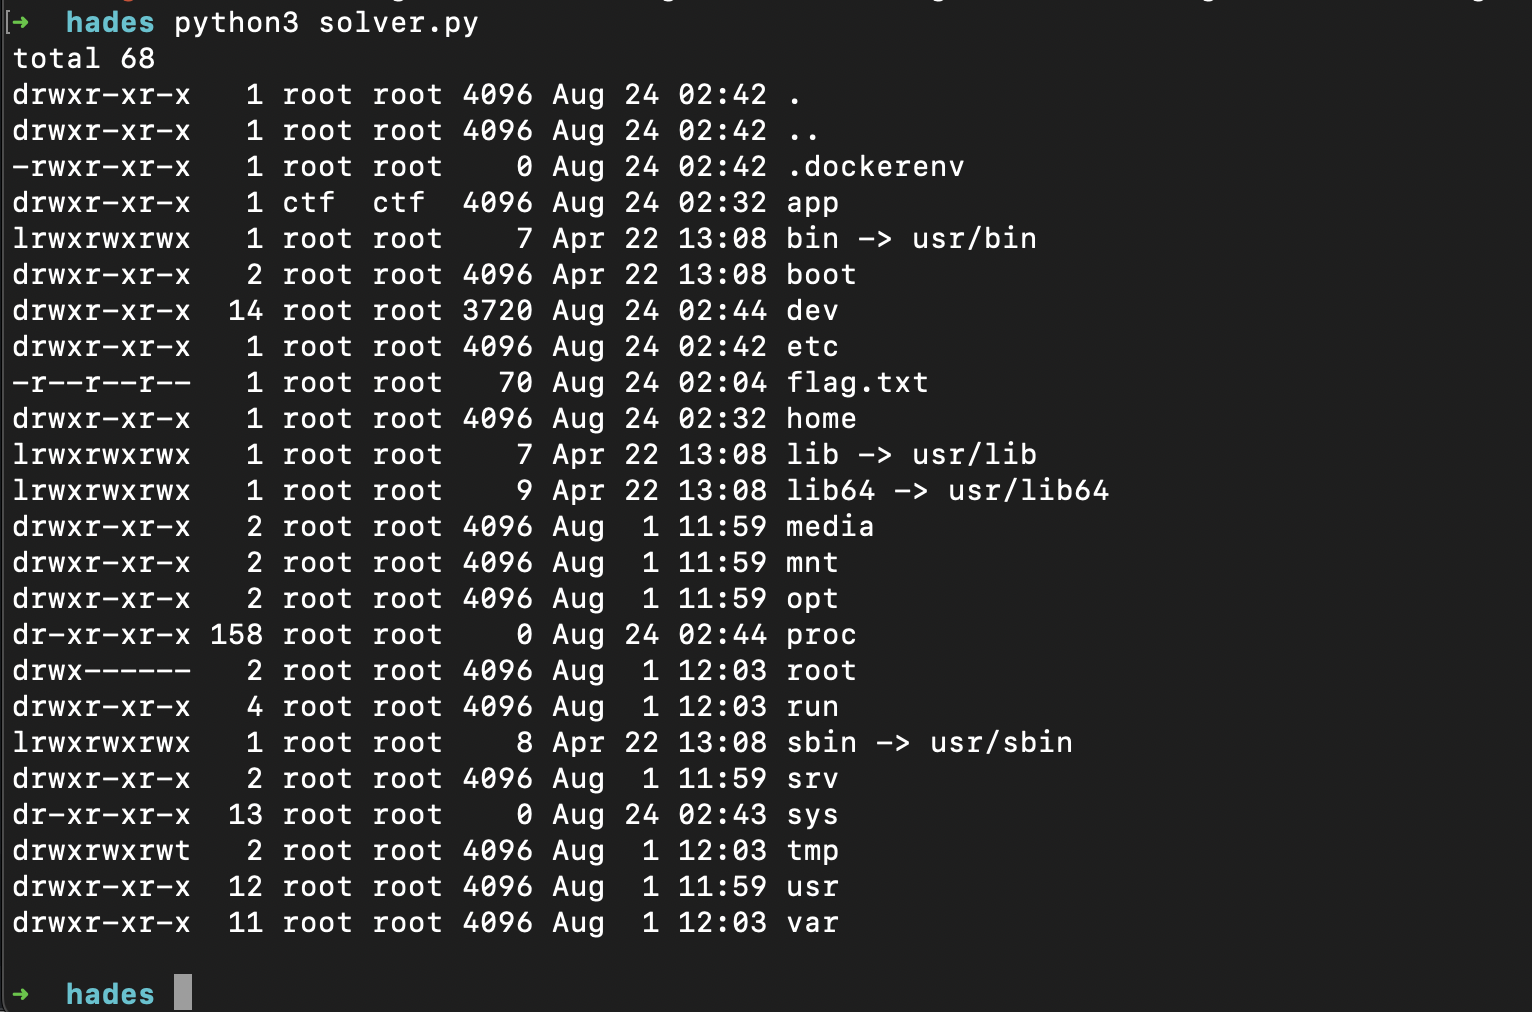 [➜  hades python3 solver.py
total 68
drwxr-xr-x   1 root root 4096 Aug 24 02:42 .
drwxr-xr-x   1 root root 4096 Aug 24 02:42 ..
-rwxr-xr-x   1 root root    0 Aug 24 02:42 .dockerenv
drwxr-xr-x   1 ctf  ctf  4096 Aug 24 02:32 app
lrwxrwxrwx   1 root root    7 Apr 22 13:08 bin -> usr/bin
drwxr-xr-x   2 root root 4096 Apr 22 13:08 boot
drwxr-xr-x  14 root root 3720 Aug 24 02:44 dev
drwxr-xr-x   1 root root 4096 Aug 24 02:42 etc
-r--r--r--   1 root root   70 Aug 24 02:04 flag.txt
drwxr-xr-x   1 root root 4096 Aug 24 02:32 home
lrwxrwxrwx   1 root root    7 Apr 22 13:08 lib -> usr/lib
lrwxrwxrwx   1 root root    9 Apr 22 13:08 lib64 -> usr/lib64
drwxr-xr-x   2 root root 4096 Aug  1 11:59 media
drwxr-xr-x   2 root root 4096 Aug  1 11:59 mnt
drwxr-xr-x   2 root root 4096 Aug  1 11:59 opt
dr-xr-xr-x 158 root root    0 Aug 24 02:44 proc
drwx------   2 root root 4096 Aug  1 12:03 root
drwxr-xr-x   4 root root 4096 Aug  1 12:03 run
lrwxrwxrwx   1 root root    8 Apr 22 13:08 sbin -> usr/sbin
drwxr-xr-x   2 root root 4096 Aug  1 11:59 srv
dr-xr-xr-x  13 root root    0 Aug 24 02:43 sys
drwxrwxrwt   2 root root 4096 Aug  1 12:03 tmp
drwxr-xr-x  12 root root 4096 Aug  1 11:59 usr
drwxr-xr-x  11 root root 4096 Aug  1 12:03 var
➜  hades